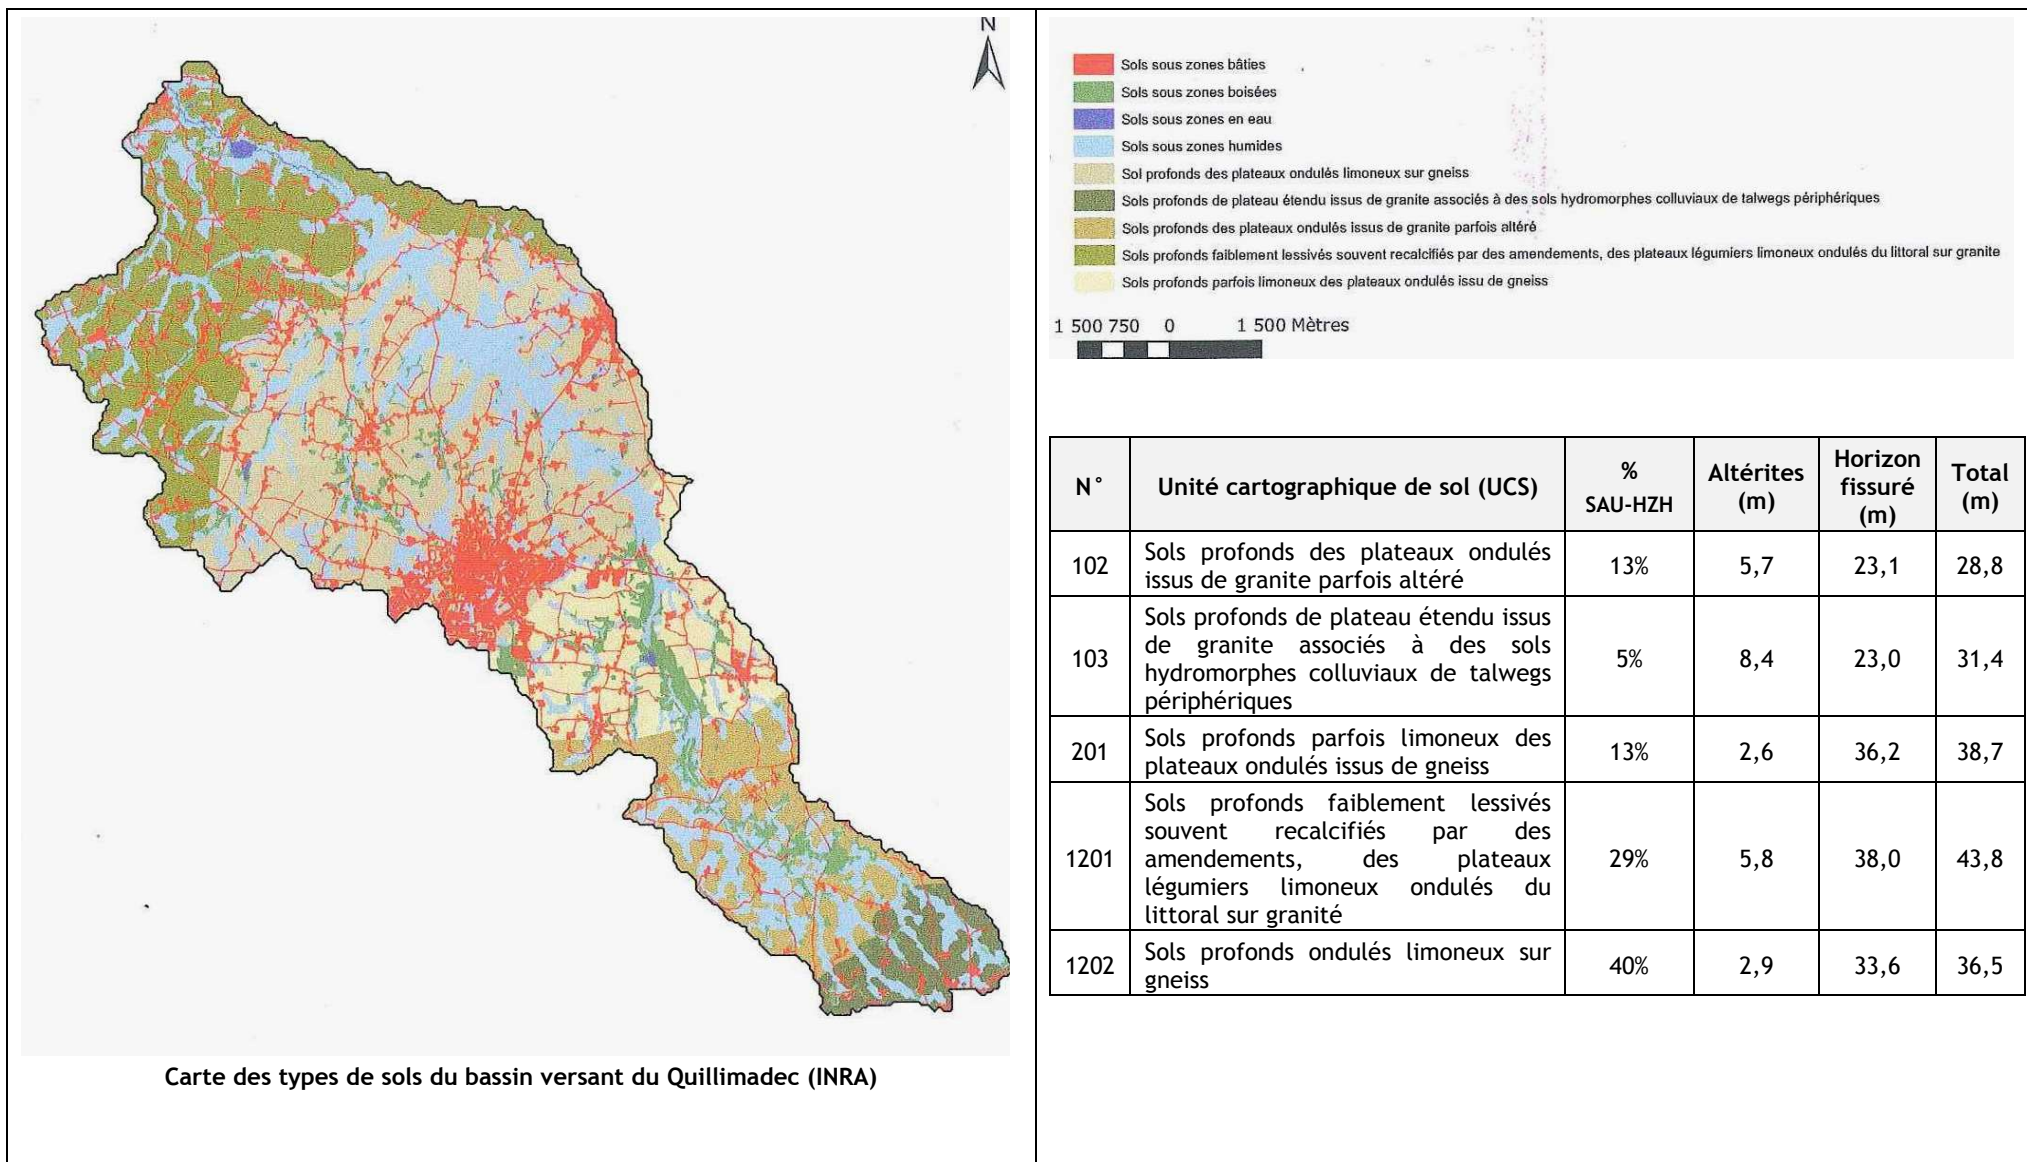 N
Carte des types de sols du bassin versant du Quillimadec (INRA)
Sols sous zones bâties
Sols sous zones boisées
Sols sous zones en eau
Sols sous zones humides
Sol profonds des plateaux ondulés limoneux sur gneiss
Sols profonds de plateau étendu issus de granite associés à des sols hydromorphes colluviaux de talwegs périphériques
Sols profonds des plateaux ondulés issus de granite parfois altéré
Sols profonds faiblement lessivés souvent recalcifiés par des amendements, des plateaux légumiers limoneux ondulés du littoral sur granite
Sols profonds parfois limoneux des plateaux ondulés issu de gneiss
1 500 750 0 1 500 Mètres
N° Unité cartographique de sol (UCS) % SAU-HZH Altérites (m) Horizon fissuré (m) Total (m)
102 Sols profonds des plateaux ondulés
issus de granite parfois altéré 13% 5,7 23,1 28,8
103 Sols profonds de plateau étendu issus
de granite associés à des sols
hydromorphes colluviaux de talwegs
périphériques 5% 8,4 23,0 31,4
201 Sols profonds parfois limoneux des
plateaux ondulés issus de gneiss 13% 2,6 36,2 38,7
1201 Sols profonds faiblement lessivés
souvent recalcifiés par des
amendements, des plateaux
légumiers limoneux ondulés du
littoral sur granité 29% 5,8 38,0 43,8
1202 Sols profonds ondulés limoneux sur
gneiss 40% 2,9 33,6 36,5